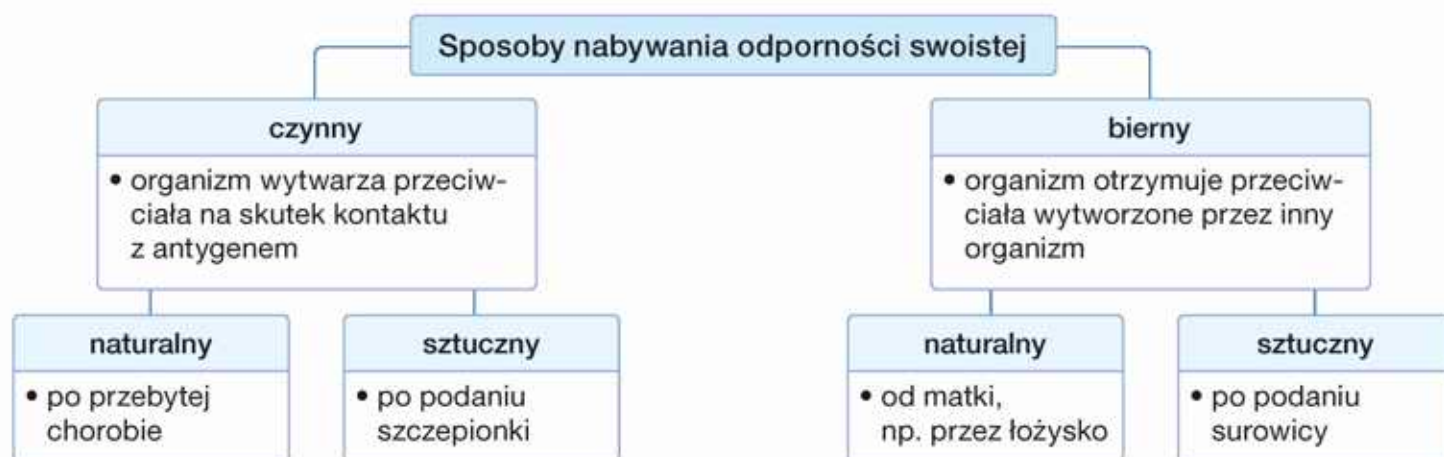 Sposoby nabywania odporności swoistej
czynny
• organizm wytwarza przeciw-
ciała na skutek kontaktu
z antygenem
bierny
• organizm otrzymuje przeciw-
ciała wytworzone przez inny
organizm
naturalny
• po przebytej
chorobie
sztuczny
• po podaniu
szczepionki
naturalny
• od matki,
np. przez łożysko
sztuczny
• po podaniu
surowicy